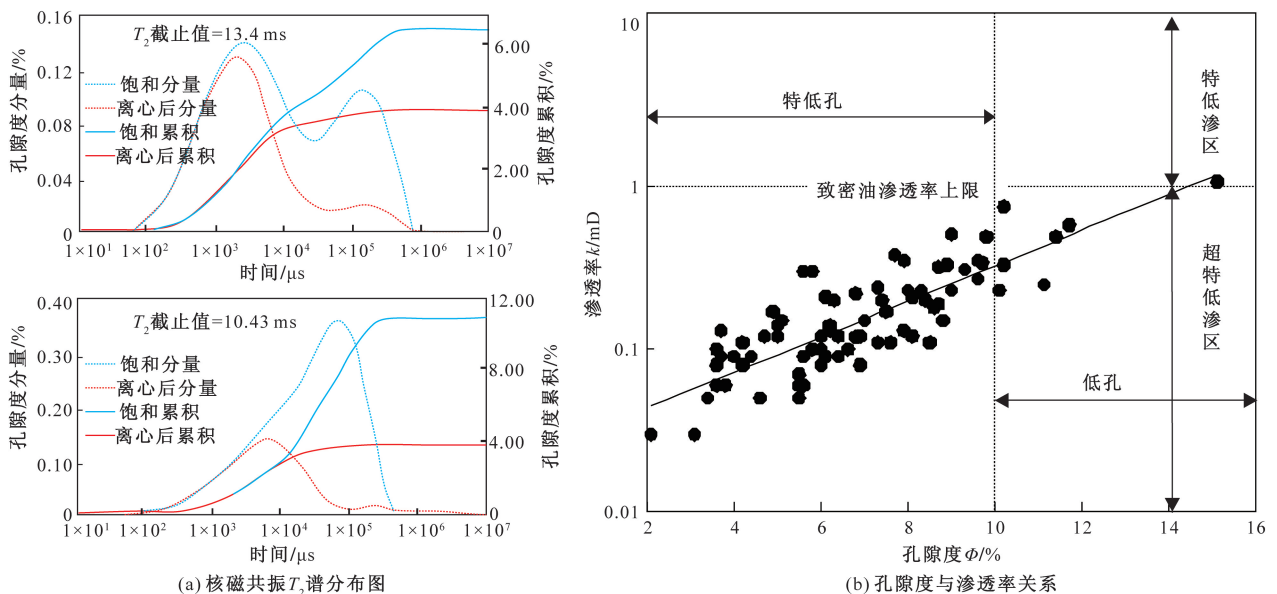 0.16
0.12
0.08
0.04
0
孔隙度分量/%
T2截止值=13.4 ms
饱和分量
离心后分量
饱和累积
离心后累积
6.00
4.00
2.00
0
孔隙度累积/%
1×10¹ 1×10² 1×10³ 1×10⁴ 1×10⁵ 1×10⁶ 1×10⁷
时间/μs
0.40
0.30
0.20
0.10
0
孔隙度分量/%
T2截止值=10.43 ms
饱和分量
离心后分量
饱和累积
离心后累积
12.00
8.00
4.00
0
孔隙度累积/%
1×10¹ 1×10² 1×10³ 1×10⁴ 1×10⁵ 1×10⁶ 1×10⁷
时间/μs
(a) 核磁共振T2谱分布图
10
1
0.1
0.01
渗透率k/mD
特低孔
致密油渗透率上限
特低渗区
超特低渗区
低孔
2 4 6 8 10 12 14 16
孔隙度Φ/%
(b) 孔隙度与渗透率关系